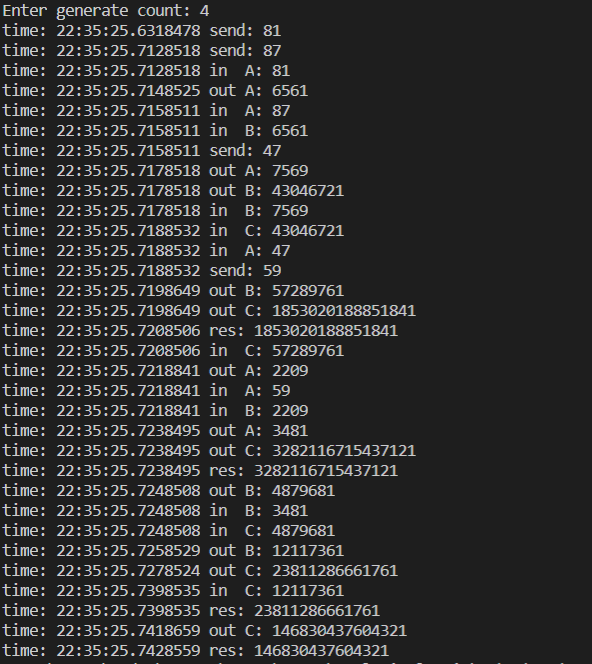 Enter generate count: 4
time: 22:35:25.6318478 send: 81
time: 22:35:25.7128518 send: 87
time: 22:35:25.7128518 in  A: 81
time: 22:35:25.7148525 out A: 6561
time: 22:35:25.7158511 in  A: 87
time: 22:35:25.7158511 in  B: 6561
time: 22:35:25.7158511 send: 47
time: 22:35:25.7178518 out A: 7569
time: 22:35:25.7178518 out B: 43046721
time: 22:35:25.7178518 in  B: 7569
time: 22:35:25.7188532 in  C: 43046721
time: 22:35:25.7188532 in  A: 47
time: 22:35:25.7188532 send: 59
time: 22:35:25.7198649 out B: 57289761
time: 22:35:25.7198649 out C: 1853020188851841
time: 22:35:25.7208506 res: 1853020188851841
time: 22:35:25.7208506 in  C: 57289761
time: 22:35:25.7218841 out A: 2209
time: 22:35:25.7218841 in  A: 59
time: 22:35:25.7218841 in  B: 2209
time: 22:35:25.7238495 out A: 3481
time: 22:35:25.7238495 out C: 3282116715437121
time: 22:35:25.7238495 res: 3282116715437121
time: 22:35:25.7248508 out B: 4879681
time: 22:35:25.7248508 in  B: 3481
time: 22:35:25.7248508 in  C: 4879681
time: 22:35:25.7258529 out B: 12117361
time: 22:35:25.7278524 out C: 23811286661761
time: 22:35:25.7398535 in  C: 12117361
time: 22:35:25.7398535 res: 23811286661761
time: 22:35:25.7418659 out C: 146830437604321
time: 22:35:25.7428559 res: 146830437604321